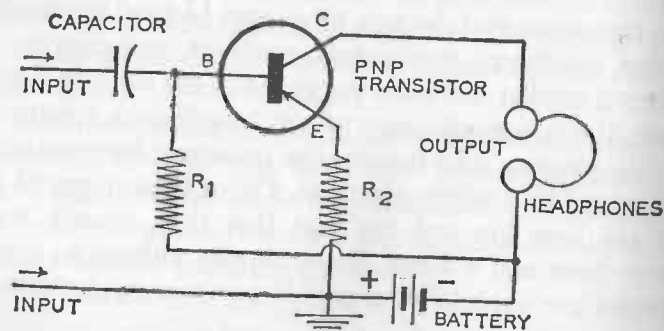 C
CAPACITOR
B
PNP
TRANSISTOR
INPUT
E
OUTPUT
R1
R2
HEADPHONES
INPUT
+ -
BATTERY